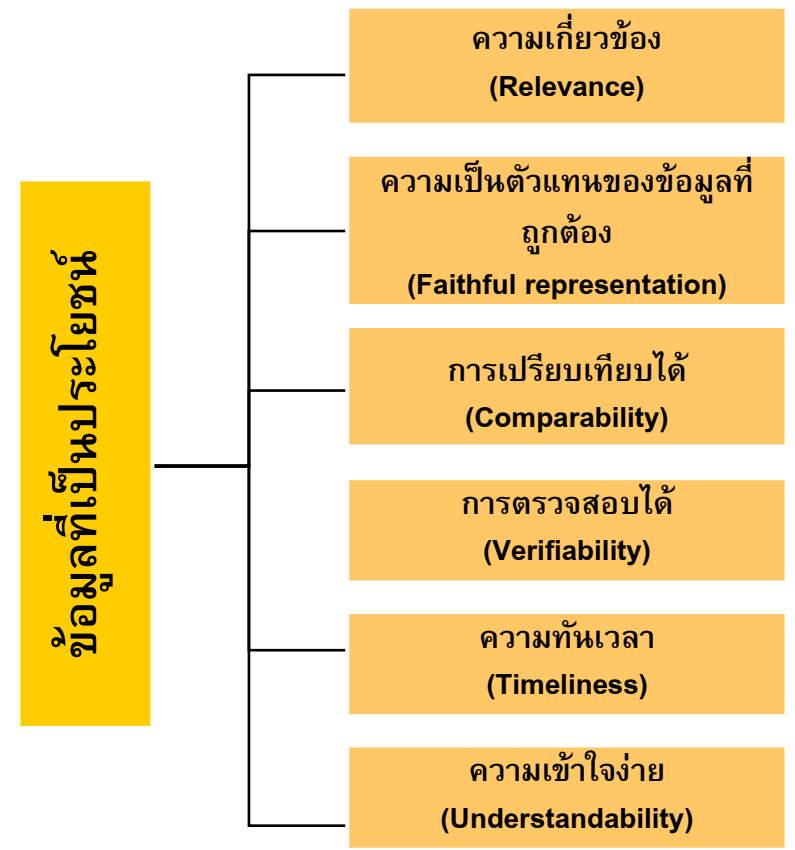 ข้อมูลที่เป็นประโยชน์
ความเกี่ยวข้อง
(Relevance)
ความเป็นตัวแทนของข้อมูลที่
ถูกต้อง
(Faithful representation)
การเปรียบเทียบได้
(Comparability)
การตรวจสอบได้
(Verifiability)
ความทันเวลา
(Timeliness)
ความเข้าใจง่าย
(Understandability)